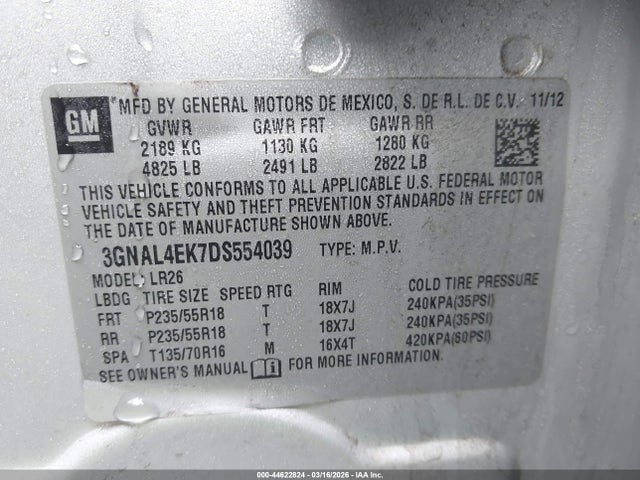 GM
*MFD BY GENERAL MOTORS DE MEXICO, S. DE R.L. DE C.V. 11/12
GVWR GAWR FRT GAWR RR
2189 KG 1130 KG 1280 KG
4825 LB 2491 LB 2822 LB
THIS VEHICLE CONFORMS TO ALL APPLICABLE U.S. FEDERAL MOTOR
VEHICLE SAFETY AND THEFT PREVENTION STANDARDS IN EFFECT ON
THE DATE OF MANUFACTURE SHOWN ABOVE.
3GNAL4EK7DS554039 TYPE: M.P.V.
MODEL: LR26
LBDG TIRE SIZE SPEED RTG RIM COLD TIRE PRESSURE
FRT P235/55R18 T 18X7J 240KPA(35PSI)
RR P235/55R18 T 18X7J 240KPA(35PSI)
SPA T135/70R16 M 16X4T 420KPA(60PSI)
SEE OWNER'S MANUAL FOR MORE INFORMATION.
000-44622824 | 03/16/2026 - IAA Inc.